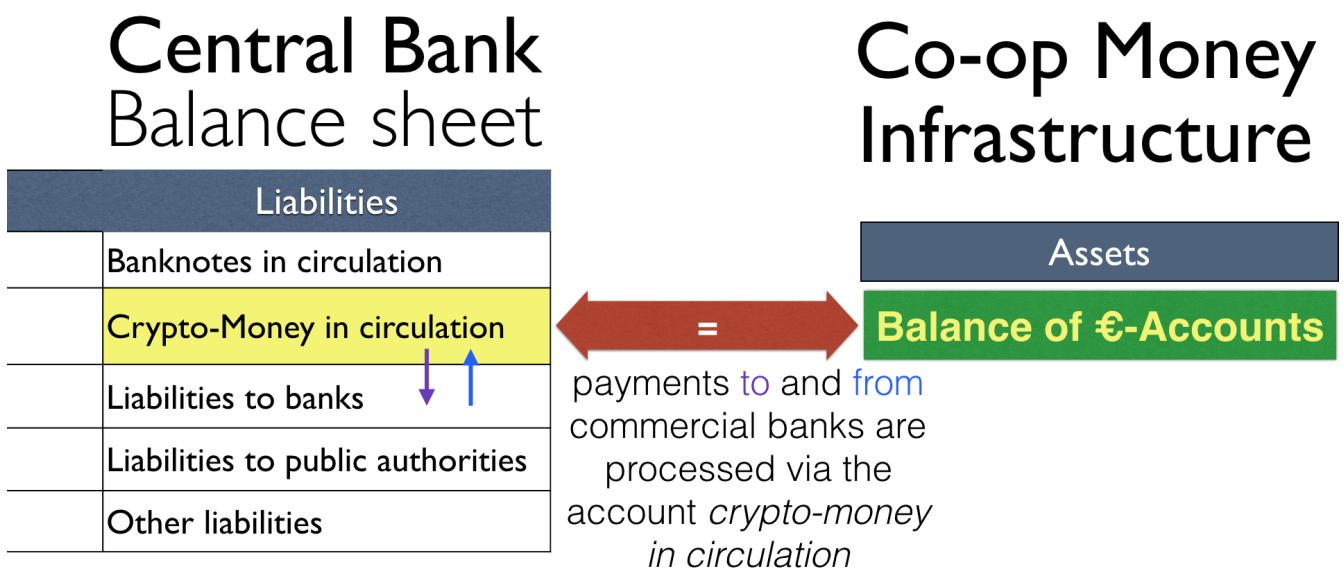 Central Bank
Balance sheet
Liabilities
Banknotes in circulation
Crypto-Money in circulation
Liabilities to banks
Liabilities to public authorities
Other liabilities
=
payments to and from
commercial banks are
processed via the
account crypto-money
in circulation
Co-op Money
Infrastructure
Assets
Balance of €-Accounts